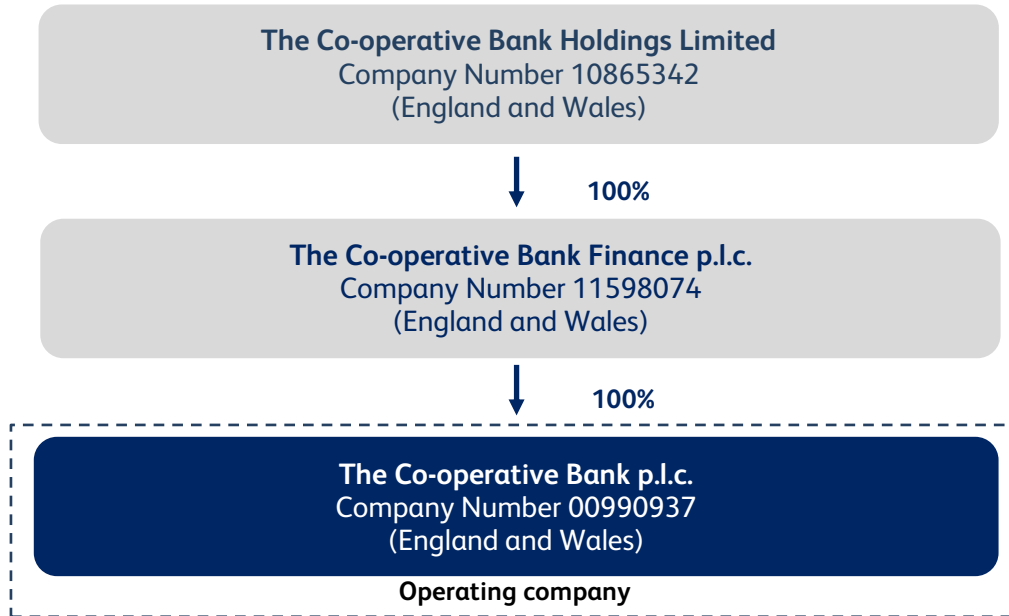 The Co-operative Bank Holdings Limited
Company Number 10865342
(England and Wales)
100%
The Co-operative Bank Finance p.l.c.
Company Number 11598074
(England and Wales)
100%
The Co-operative Bank p.l.c.
Company Number 00990937
(England and Wales)
Operating company